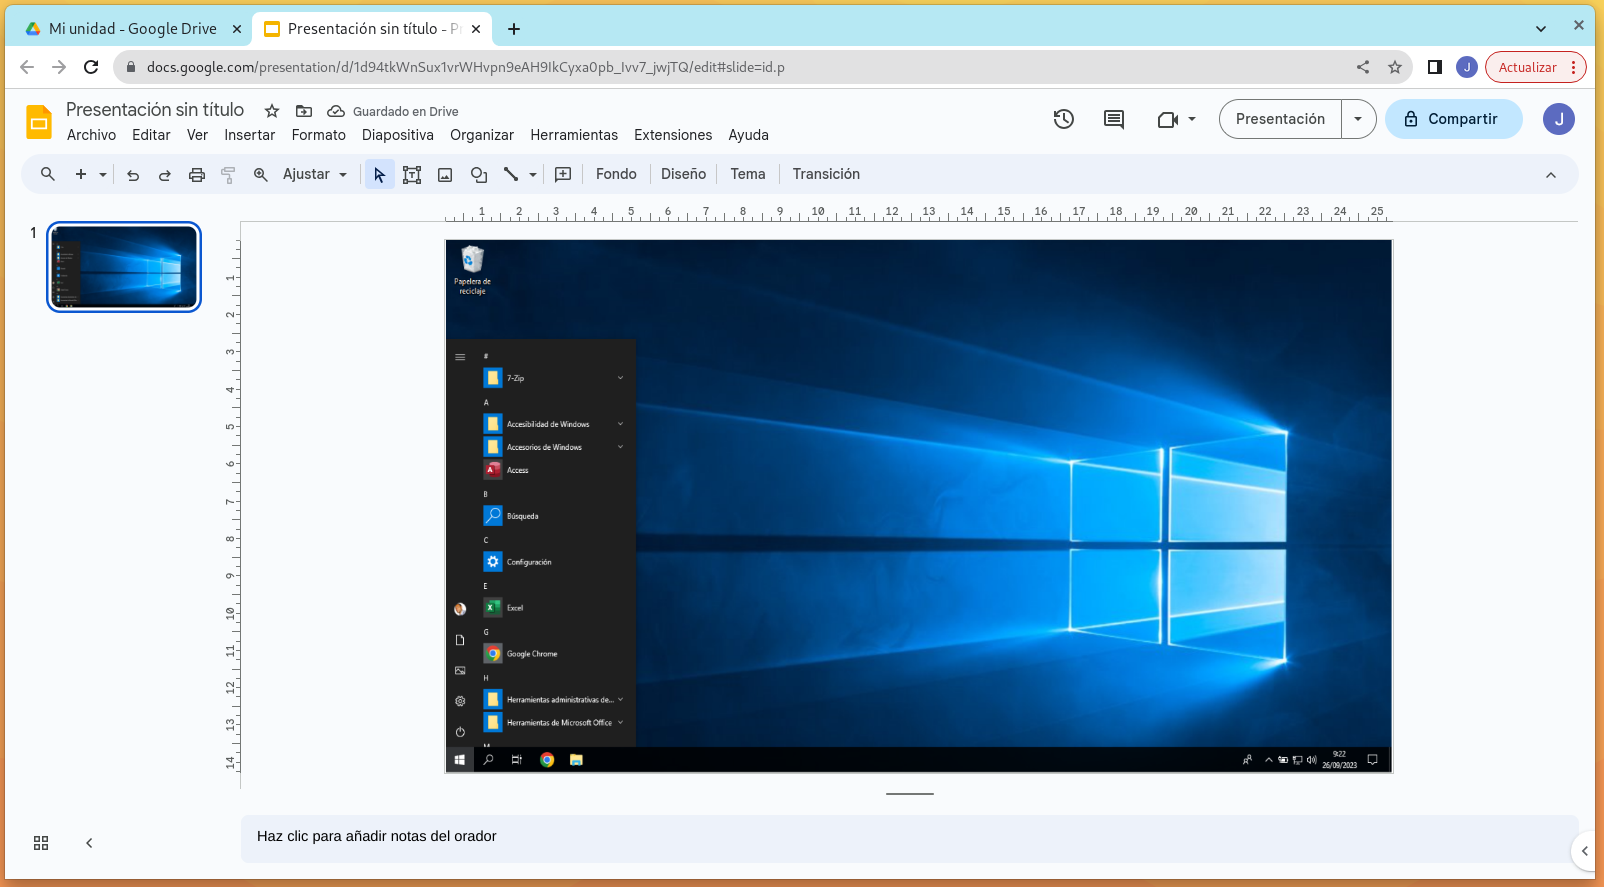 Mi unidad - Google Drive
Presentación sin título - P
docs.google.com/presentation/d/1d94tkWnSux1vrWHvpn9eAH9IkCyxa0pb_Ivv7_jwjTQ/edit#slide=id.p
J
Actualizar
Presentación sin título
Guardado en Drive
Archivo Editar Ver Insertar Formato Diapositiva Organizar Herramientas Extensiones Ayuda
Presentación
Compartir
J
Ajustar
Fondo
Diseño
Tema
Transición
1 2 3 4 5 6 7 8 9 10 11 12 13 14 15 16 17 18 19 20 21 22 23 24 25
1
1
2
3
4
5
6
7
8
9
10
11
12
13
14
Papelera de
reciclaje
#
7-Zip
A
Accesibilidad de Windows
Accesorios de Windows
Access
B
Búsqueda
C
Configuración
E
Excel
G
Google Chrome
H
Herramientas administrativas de...
Herramientas de Microsoft Office
9:22
26/09/2023
Haz clic para añadir notas del orador